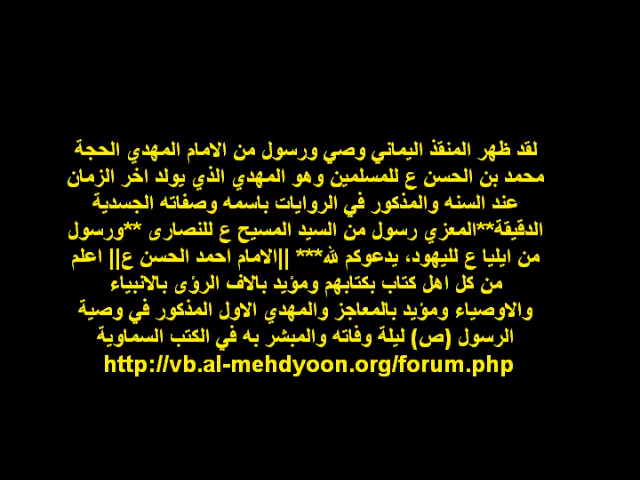 لقد ظهر المنقذ اليماني وصي ورسول من الامام المهدي الحجة
محمد بن الحسن ع للمسلمين وهو المهدي الذي يولد اخر الزمان
عند السنه والمذكور في الروايات باسمه وصفاته الجسدية
الدقيقة**المعزي رسول من السيد المسيح ع للنصارى **ورسول
من ايليا ع لليهود، يدعوكم لله*** ||الامام احمد الحسن ع|| اعلم
من كل اهل كتاب بكتابهم ومؤيد بالاف الرؤى بالانبياء
والاوصياء ومؤيد بالمعاجز والمهدي الاول المذكور في وصية
الرسول (ص) ليلة وفاته والمبشر به في الكتب السماوية
http://vb.al-mehdyoon.org/forum.php